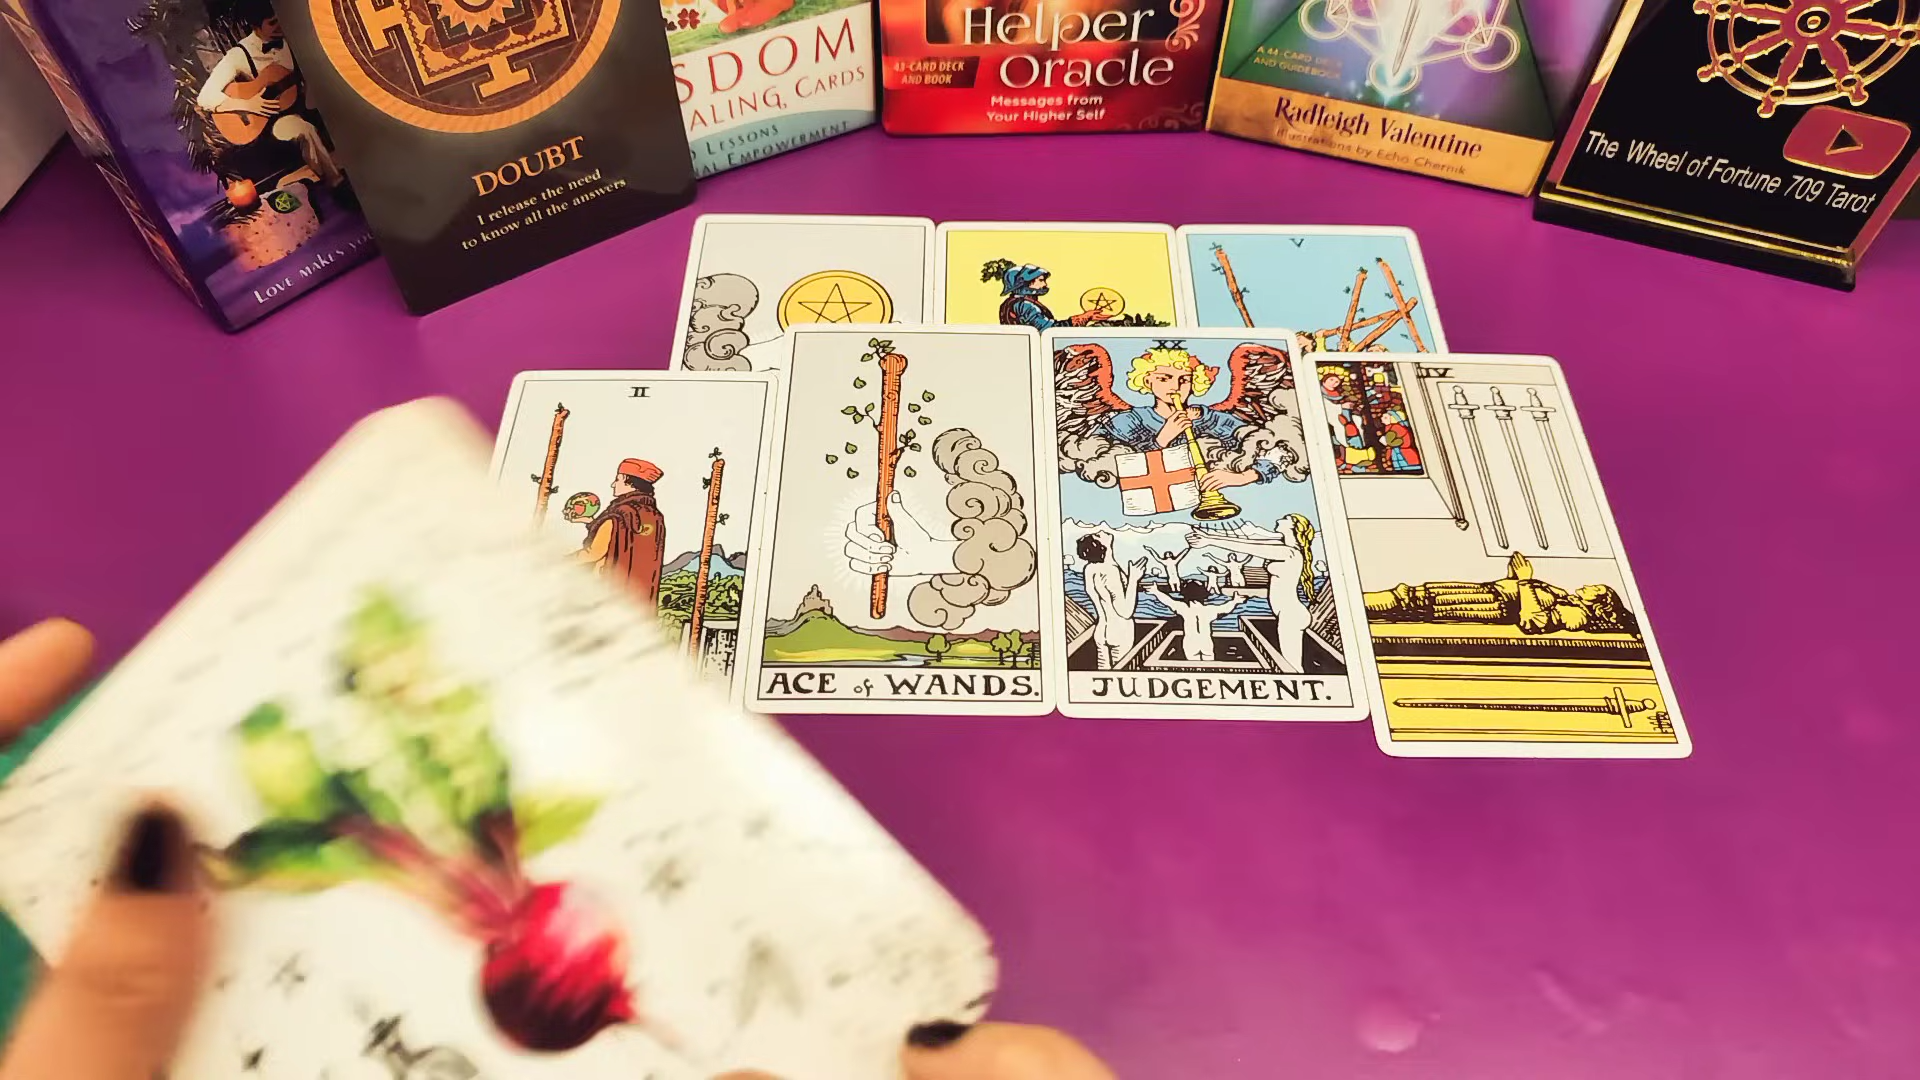 LOVE MAKES YOU
DOUBT
I release the need
to know all the answers
SDOM
ALING, CARDS
LESSONS
AL EMPOWERMENT
Helper
Oracle
43-CARD DECK
AND BOOK
Messages from
Your Higher Self
A 44-CARD DECK
AND GUIDEBOOK
Radleigh Valentine
Illustrations by Echo Chernik
The Wheel of Fortune 709 Tarot
V
II
ACE of WANDS.
XX
JUDGEMENT.
IV